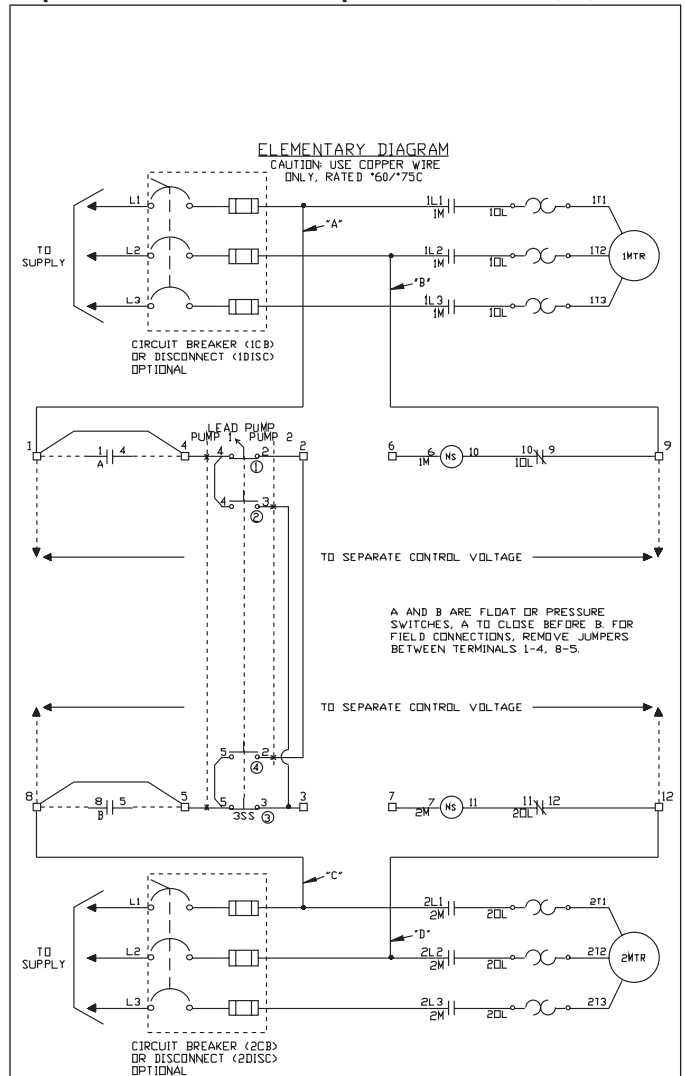 ELEMENTARY DIAGRAM
CAUTION: USE COPPER WIRE
ONLY, RATED °60/°75C
TO
SUPPLY
L1
L2
L3
"A"
"B"
1L1
1M
1OL
1T1
1L2
1M
1OL
1T2
1MTR
1L3
1M
1OL
1T3
CIRCUIT BREAKER (1CB)
OR DISCONNECT (1DISC)
OPTIONAL
LEAD PUMP
PUMP 1 PUMP 2
1 1 4 4 4 2 2 6 6 10 10 9 9
A 1 1M NS 1OL
4 3
2
TO SEPARATE CONTROL VOLTAGE
A AND B ARE FLOAT OR PRESSURE
SWITCHES, A TO CLOSE BEFORE B. FOR
FIELD CONNECTIONS, REMOVE JUMPERS
BETWEEN TERMINALS 1-4, 8-5.
TO SEPARATE CONTROL VOLTAGE
5 2
4
8 8 5 5 5 3 3 7 7 11 11 12 12
B 3SS 3 2M NS 2OL
"C"
"D"
TO
SUPPLY
L1
L2
L3
2L1
2M
2OL
2T1
2L2
2M
2OL
2T2
2MTR
2L3
2M
2OL
2T3
CIRCUIT BREAKER (2CB)
OR DISCONNECT (2DISC)
OPTIONAL